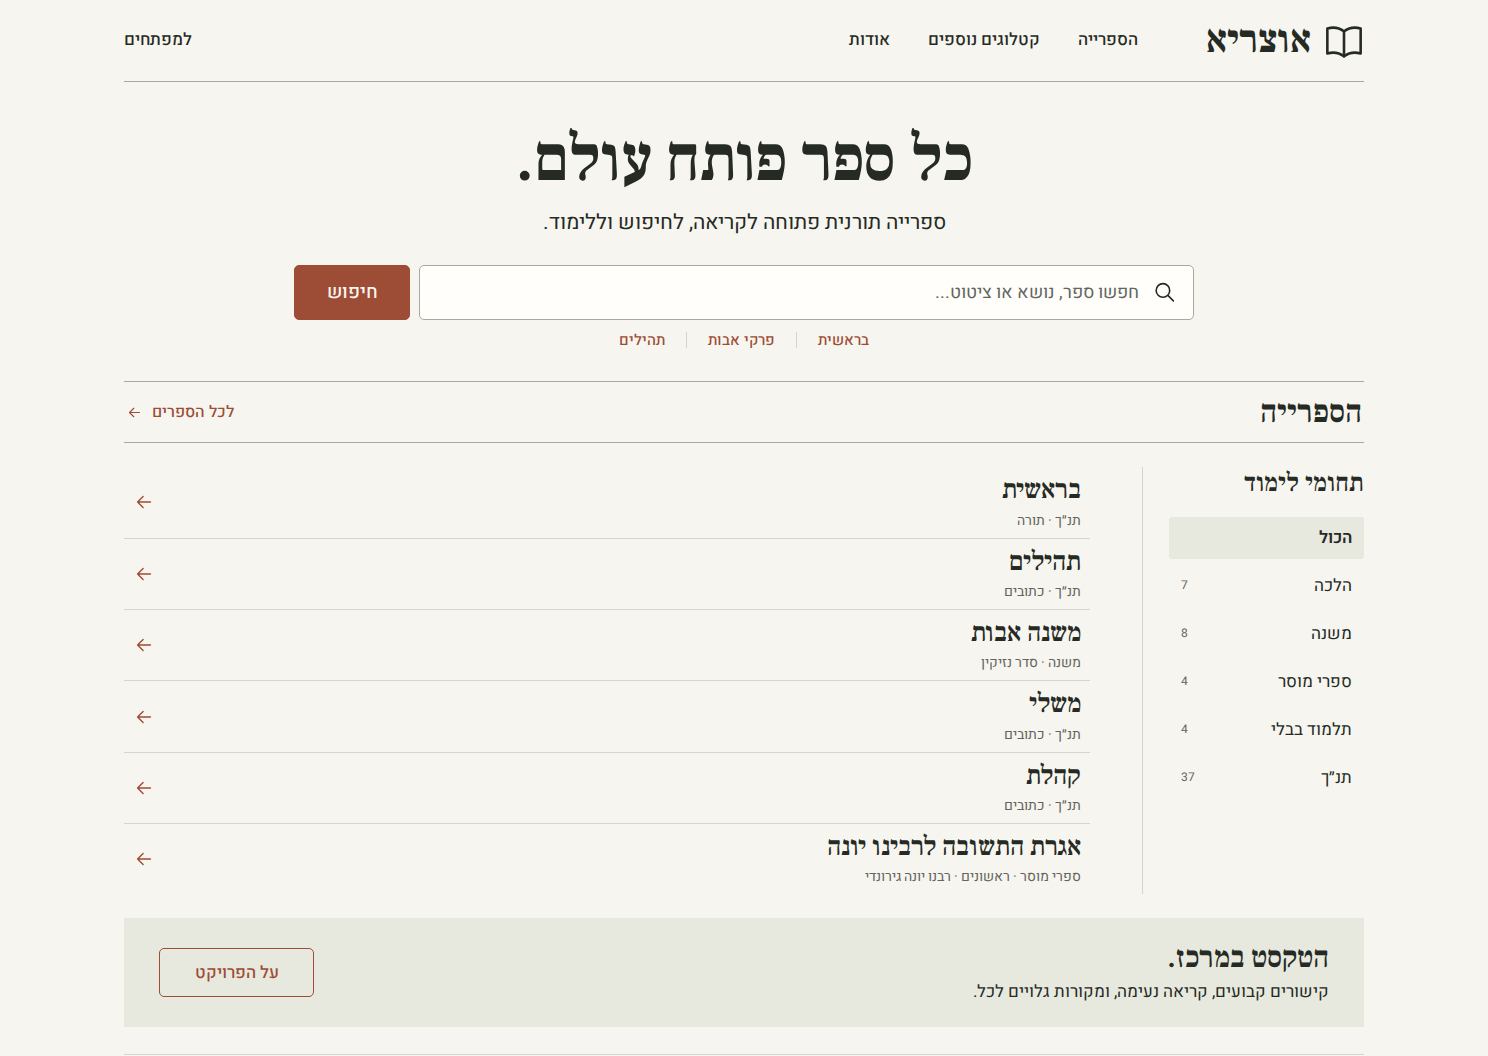 אוצריא
הספרייה
קטלוגים נוספים
אודות
למפתחים
כל ספר פותח עולם.
ספרייה תורנית פתוחה לקריאה, לחיפוש וללימוד.
חפשו ספר, נושא או ציטוט...
חיפוש
בראשית
פרקי אבות
תהילים
הספרייה
לכל הספרים ←
תחומי לימוד
הכול
הלכה 7
משנה 8
ספרי מוסר 4
תלמוד בבלי 4
תנ״ך 37
בראשית
תנ״ך · תורה
תהילים
תנ״ך · כתובים
משנה אבות
משנה · סדר נזיקין
משלי
תנ״ך · כתובים
קהלת
תנ״ך · כתובים
אגרת התשובה לרבינו יונה
ספרי מוסר · ראשונים · רבנו יונה גירונדי
הטקסט במרכז.
קישורים קבועים, קריאה נעימה, ומקורות גלויים לכל.
על הפרויקט